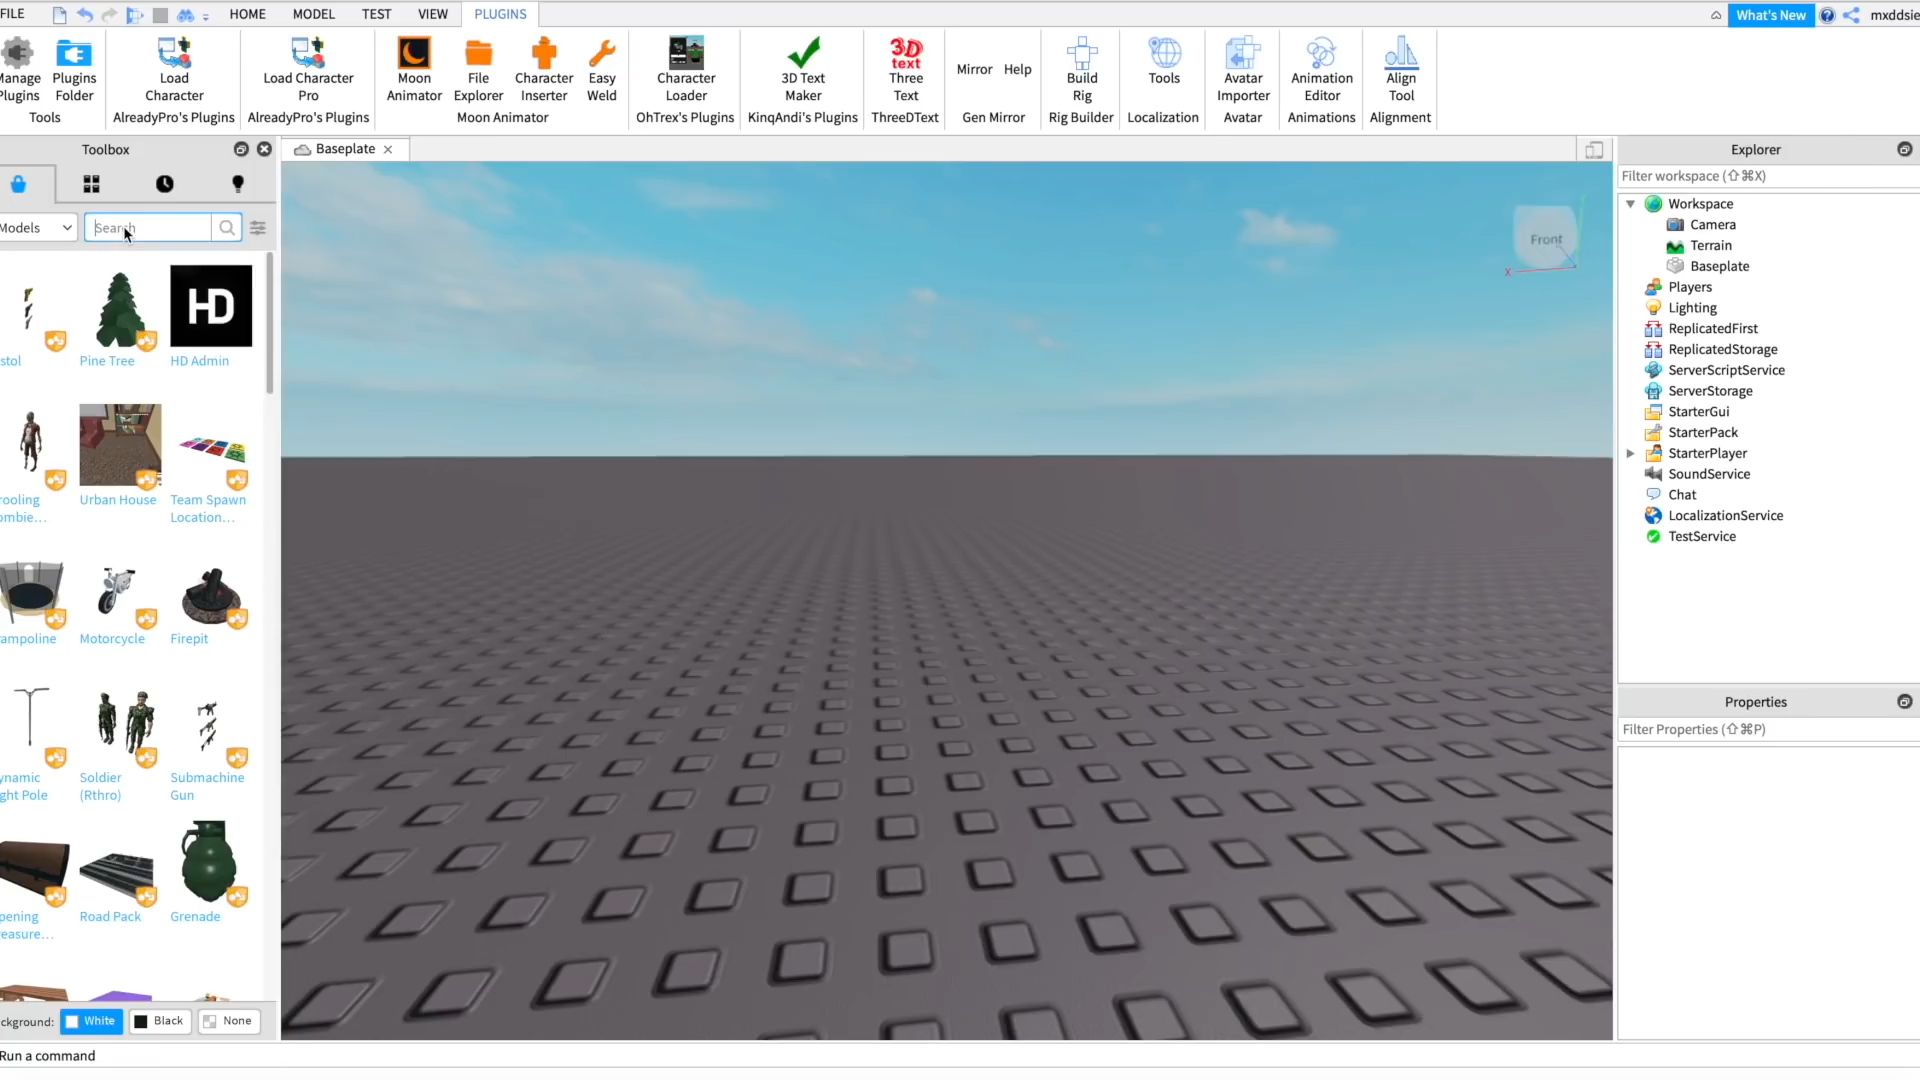 FILE HOME MODEL TEST VIEW PLUGINS What's New mxddsie
Manage Plugins
Plugins Folder
Tools
Load Character
AlreadyPro's Plugins
Load Character Pro
AlreadyPro's Plugins
Moon Animator
File Explorer
Character Inserter
Easy Weld
Moon Animator
Character Loader
OhTrex's Plugins
3D Text Maker
KinqAndi's Plugins
3D text
Three Text
ThreeDText
Mirror Help
Gen Mirror
Build Rig
Rig Builder
Tools
Localization
Avatar Importer
Avatar
Animation Editor
Animations
Align Tool
Alignment
Toolbox
Models
Search
stol
Pine Tree
HD
HD Admin
rooling
ombie...
Urban House
Team Spawn
Location...
ampoline
Motorcycle
Firepit
ynamic
ght Pole
Soldier
(Rthro)
Submachine
Gun
pening
easure...
Road Pack
Grenade
ckground: White Black None
Run a command
Baseplate
Front
X
Explorer
Filter workspace (⇧⌘X)
Workspace
Camera
Terrain
Baseplate
Players
Lighting
ReplicatedFirst
ReplicatedStorage
ServerScriptService
ServerStorage
StarterGui
StarterPack
StarterPlayer
SoundService
Chat
LocalizationService
TestService
Properties
Filter Properties (⇧⌘P)